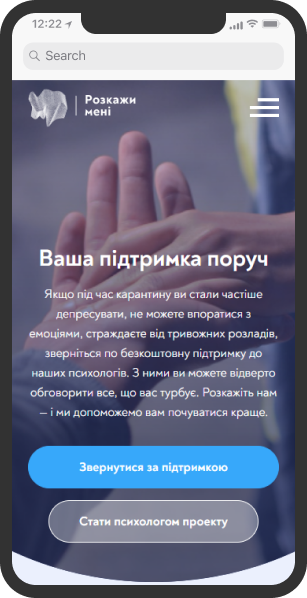 12:22
Search
Розкажи
мені
Ваша підтримка поруч
Якщо під час карантину ви стали частіше
депресувати, не можете впоратися з
емоціями, страждаєте від тривожних розладів,
зверніться по безкоштовну підтримку до
наших психологів. З ними ви можете відверто
обговорити все, що вас турбує. Розкажіть нам
– і ми допоможемо вам почуватися краще.
Звернутися за підтримкою
Стати психологом проекту